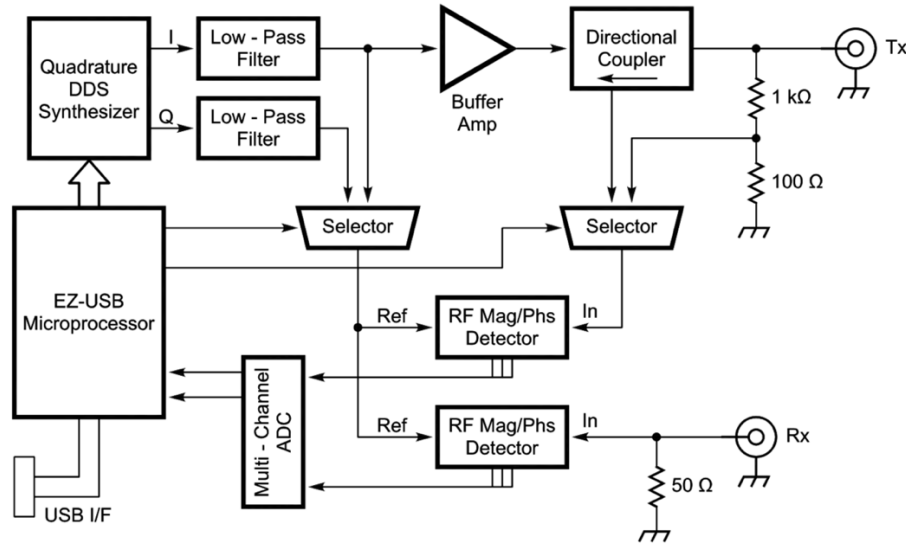 Quadrature
DDS
Synthesizer
I
Q
Low - Pass
Filter
Low - Pass
Filter
Buffer
Amp
Directional
Coupler
Tx
1 kΩ
100 Ω
Selector
Selector
EZ-USB
Microprocessor
Ref
RF Mag/Phs
Detector
In
Multi - Channel
ADC
Ref
RF Mag/Phs
Detector
In
Rx
50 Ω
USB I/F